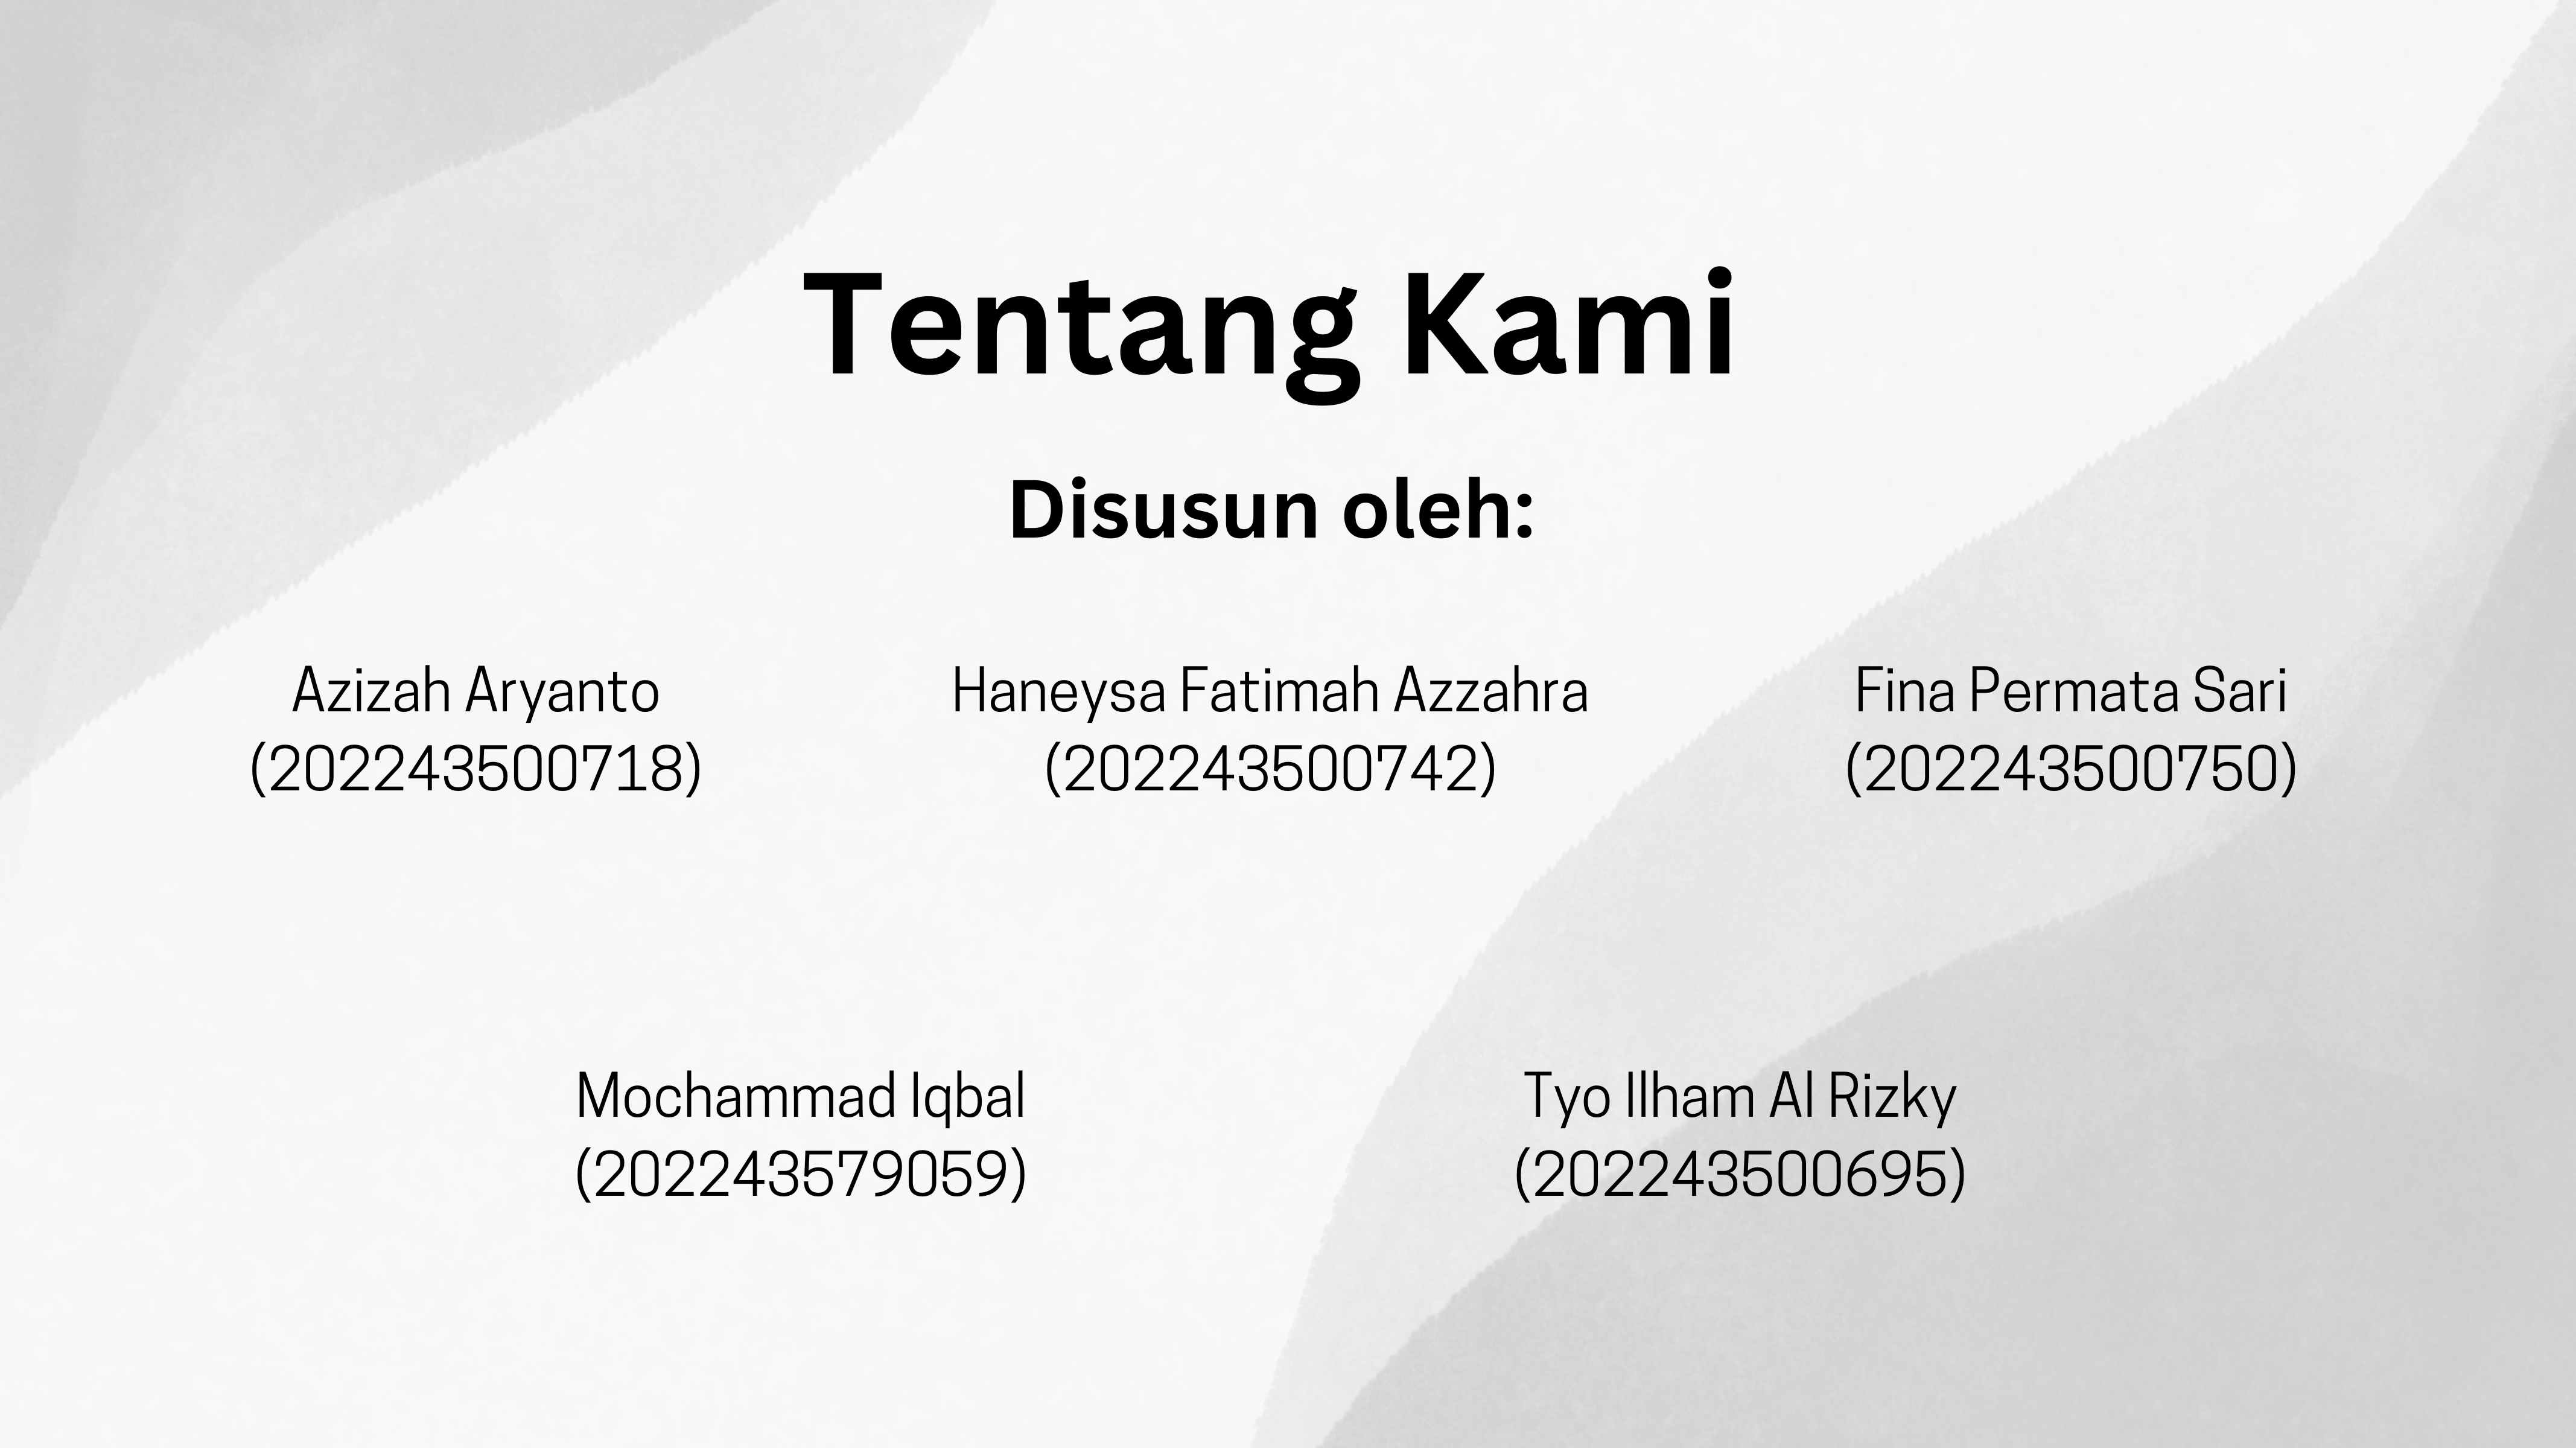 Tentang Kami
Disusun oleh:
Azizah Aryanto
(202243500718)
Haneysa Fatimah Azzahra
(202243500742)
Fina Permata Sari
(202243500750)
Mochammad Iqbal
(202243579059)
Tyo Ilham Al Rizky
(202243500695)